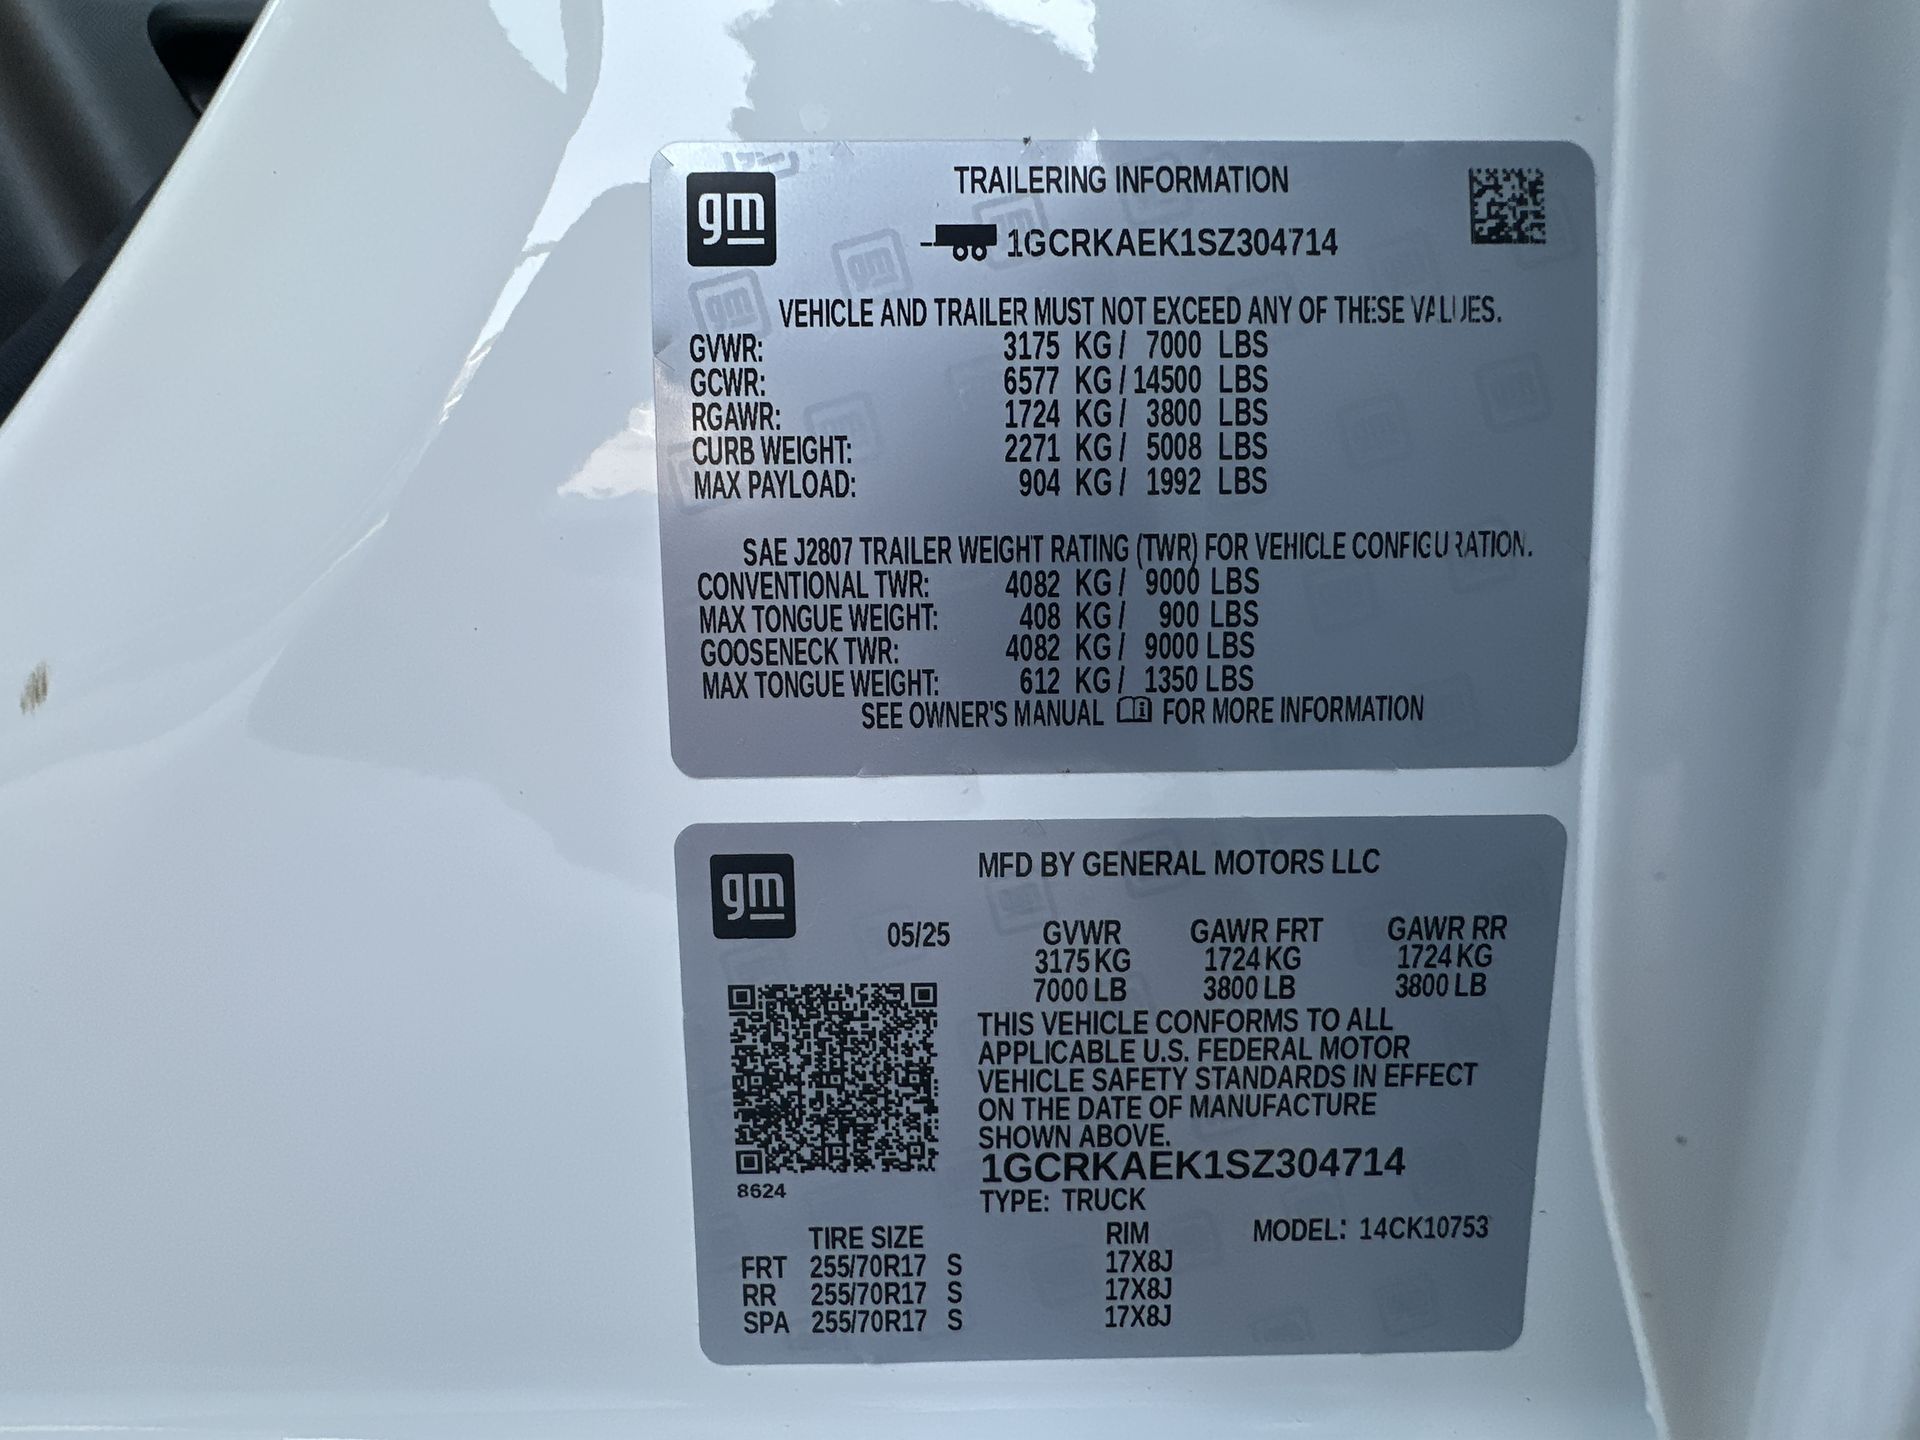 gm
TRAILERING INFORMATION
1GCRKAEK1SZ304714
VEHICLE AND TRAILER MUST NOT EXCEED ANY OF THESE VALUES.
GVWR: 3175 KG / 7000 LBS
GCWR: 6577 KG / 14500 LBS
RGAWR: 1724 KG / 3800 LBS
CURB WEIGHT: 2271 KG / 5008 LBS
MAX PAYLOAD: 904 KG / 1992 LBS
SAE J2807 TRAILER WEIGHT RATING (TWR) FOR VEHICLE CONFIGURATION.
CONVENTIONAL TWR: 4082 KG / 9000 LBS
MAX TONGUE WEIGHT: 408 KG / 900 LBS
GOOSENECK TWR: 4082 KG / 9000 LBS
MAX TONGUE WEIGHT: 612 KG / 1350 LBS
SEE OWNER'S MANUAL FOR MORE INFORMATION
gm
MFD BY GENERAL MOTORS LLC
05/25 GVWR GAWR FRT GAWR RR
3175 KG 1724 KG 1724 KG
7000 LB 3800 LB 3800 LB
THIS VEHICLE CONFORMS TO ALL
APPLICABLE U.S. FEDERAL MOTOR
VEHICLE SAFETY STANDARDS IN EFFECT
ON THE DATE OF MANUFACTURE
SHOWN ABOVE.
1GCRKAEK1SZ304714
8624
TYPE: TRUCK
TIRE SIZE RIM MODEL: 14CK10753
FRT 255/70R17 S 17X8J
RR 255/70R17 S 17X8J
SPA 255/70R17 S 17X8J